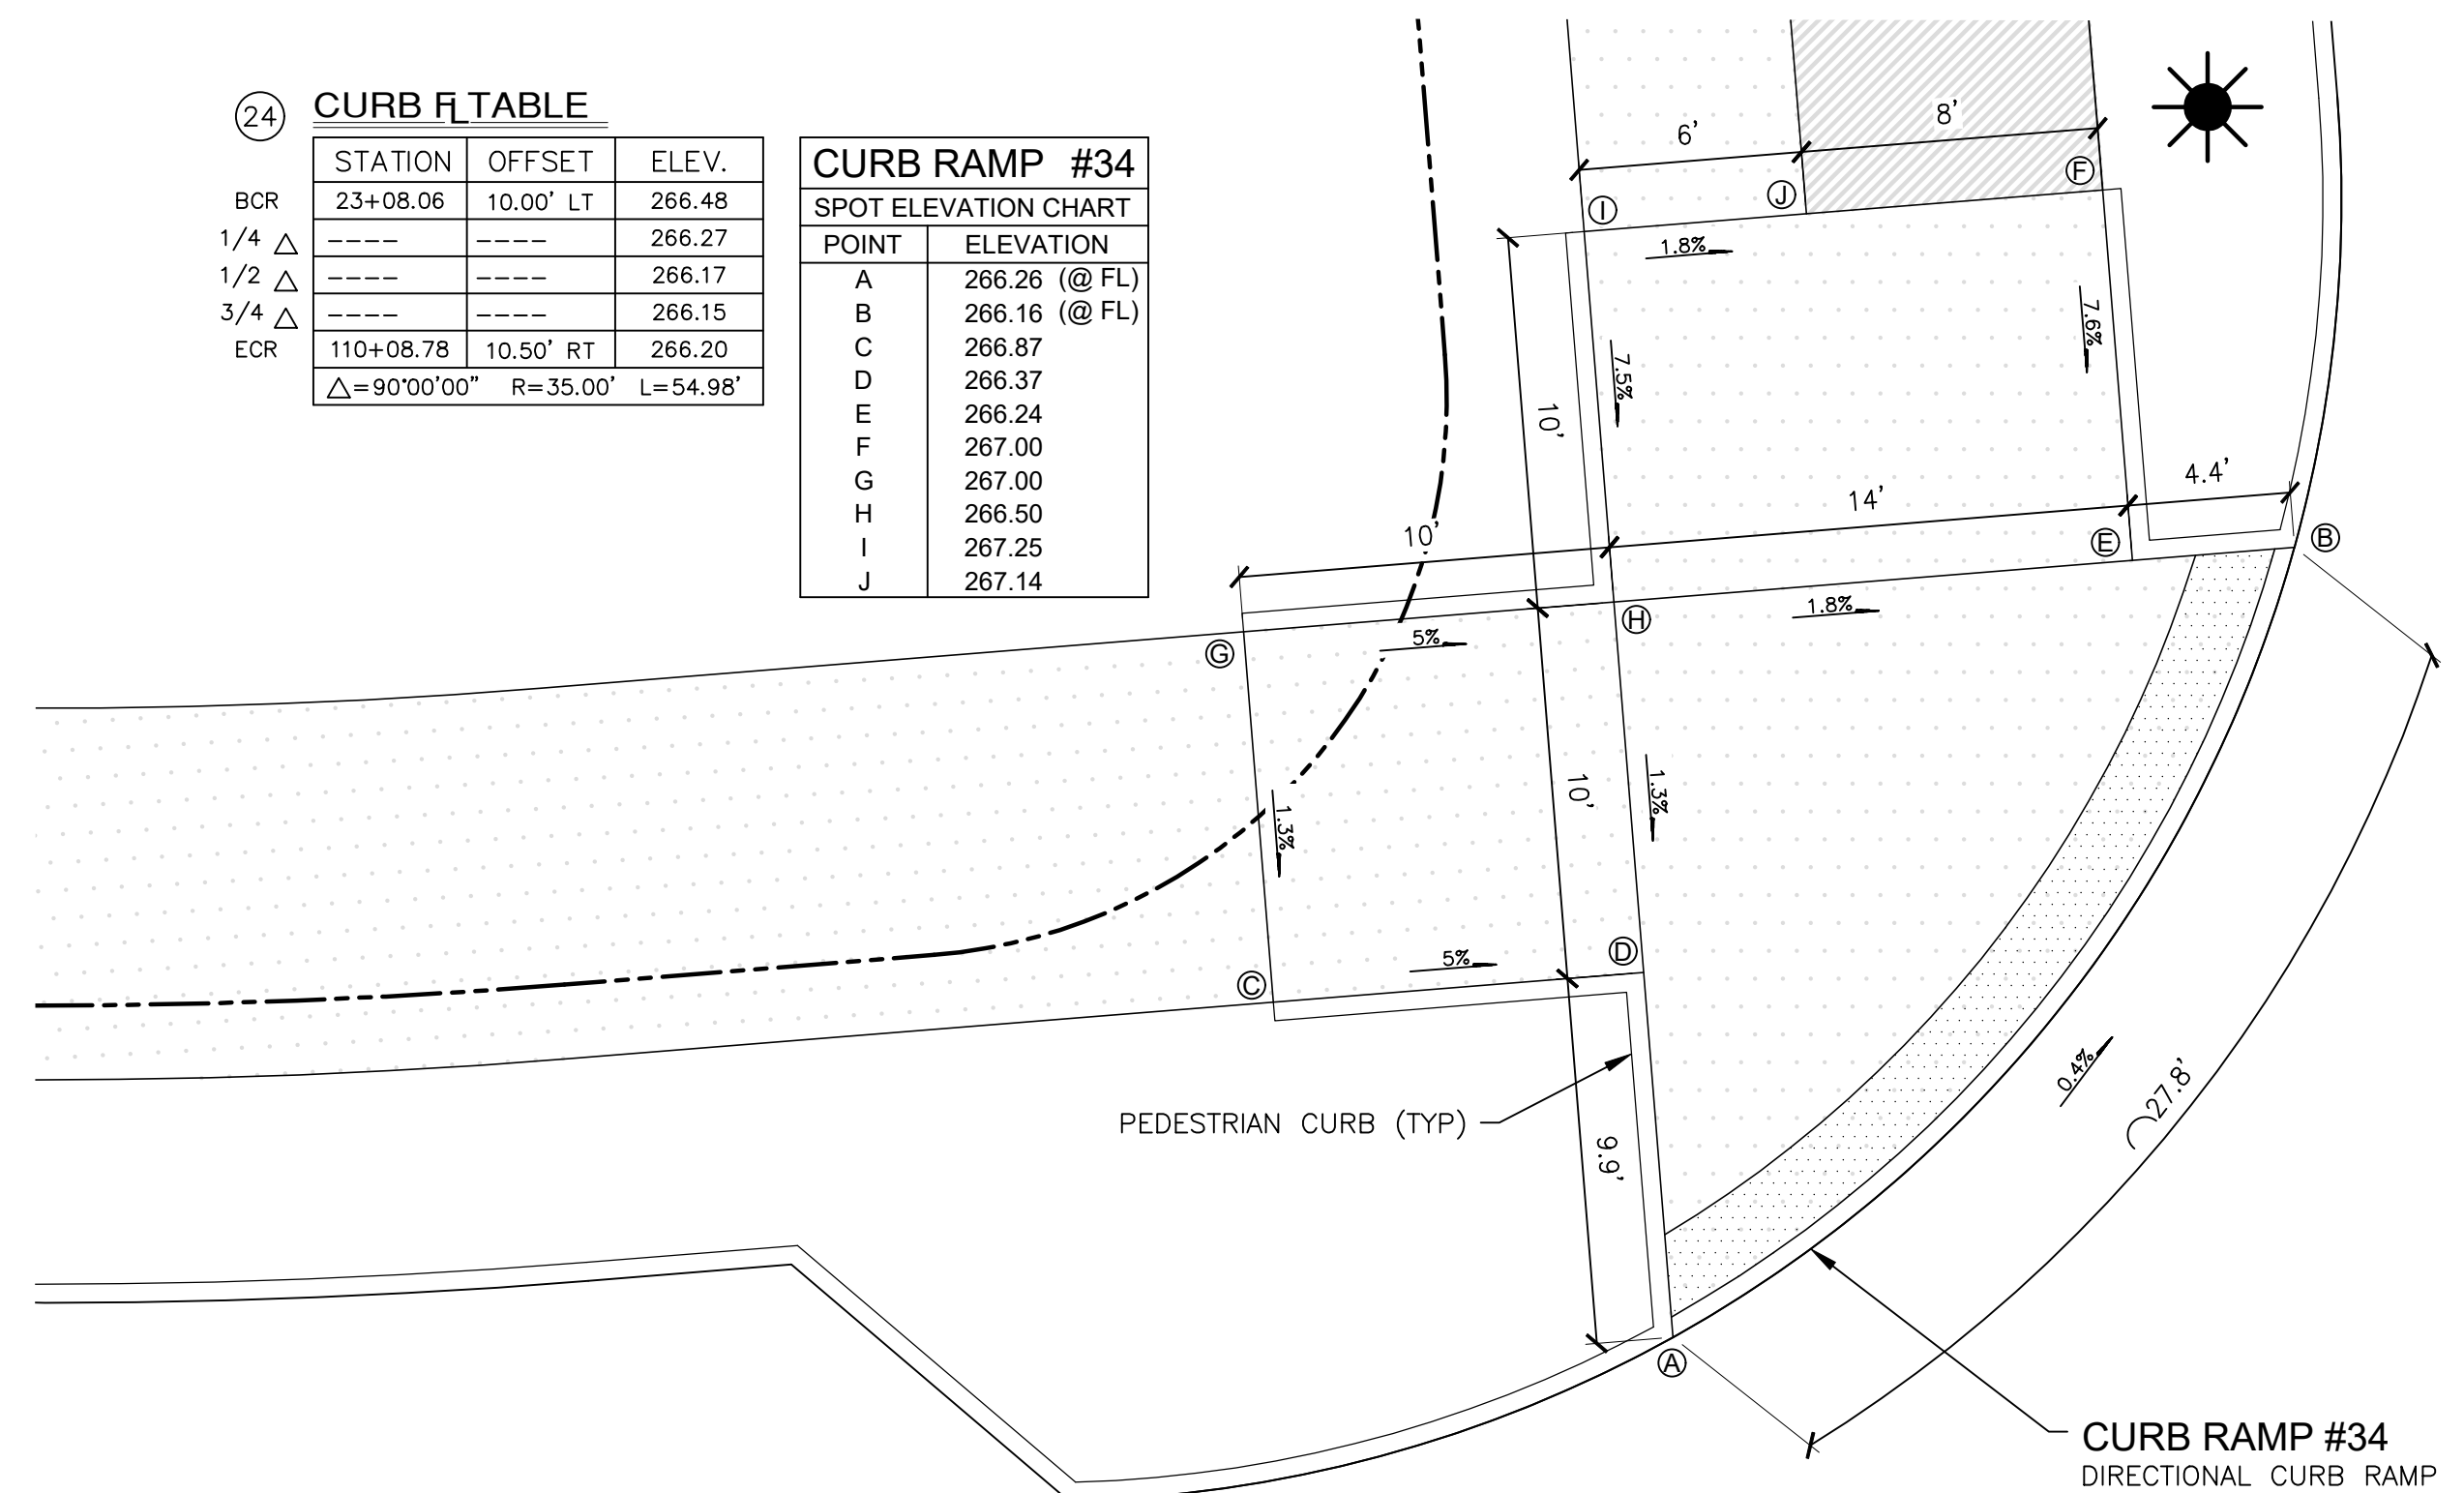 24 CURB FL TABLE
STATION OFFSET ELEV.
BCR 23+08.06 10.00' LT 266.48
1/4 △ ---- ---- 266.27
1/2 △ ---- ---- 266.17
3/4 △ ---- ---- 266.15
ECR 110+08.78 10.50' RT 266.20
△=90°00'00" R=35.00' L=54.98'
CURB RAMP #34
SPOT ELEVATION CHART
POINT ELEVATION
A 266.26 (@ FL)
B 266.16 (@ FL)
C 266.87
D 266.37
E 266.24
F 267.00
G 267.00
H 266.50
I 267.25
J 267.14
6'
8'
F
J
I
1.8%
7.6%
7.5%
10'
4.4'
14'
10'
E
B
1.8%
H
5%
G
10'
1.3%
1.3%
D
5%
C
0.4%
27.8'
PEDESTRIAN CURB (TYP)
9.9'
A
CURB RAMP #34
DIRECTIONAL CURB RAMP